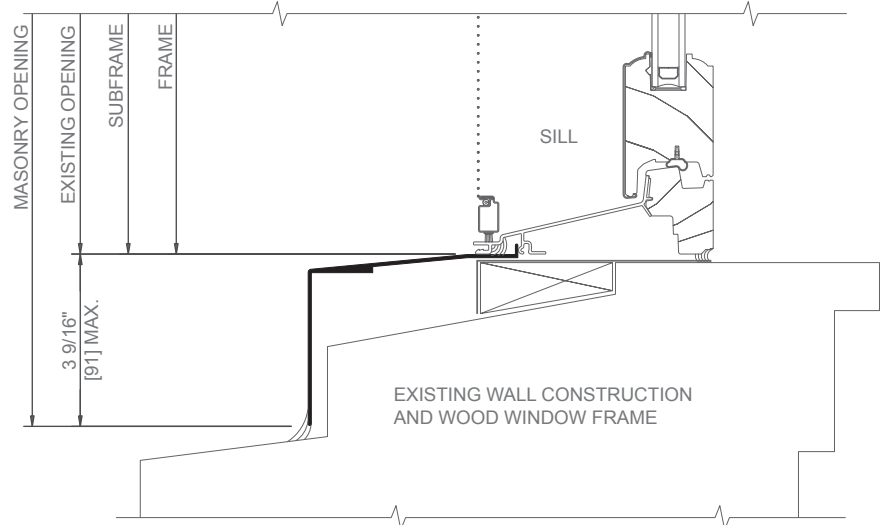 MASONRY OPENING
EXISTING OPENING
SUBFRAME
FRAME
SILL
3 9/16"
[91] MAX.
EXISTING WALL CONSTRUCTION
AND WOOD WINDOW FRAME